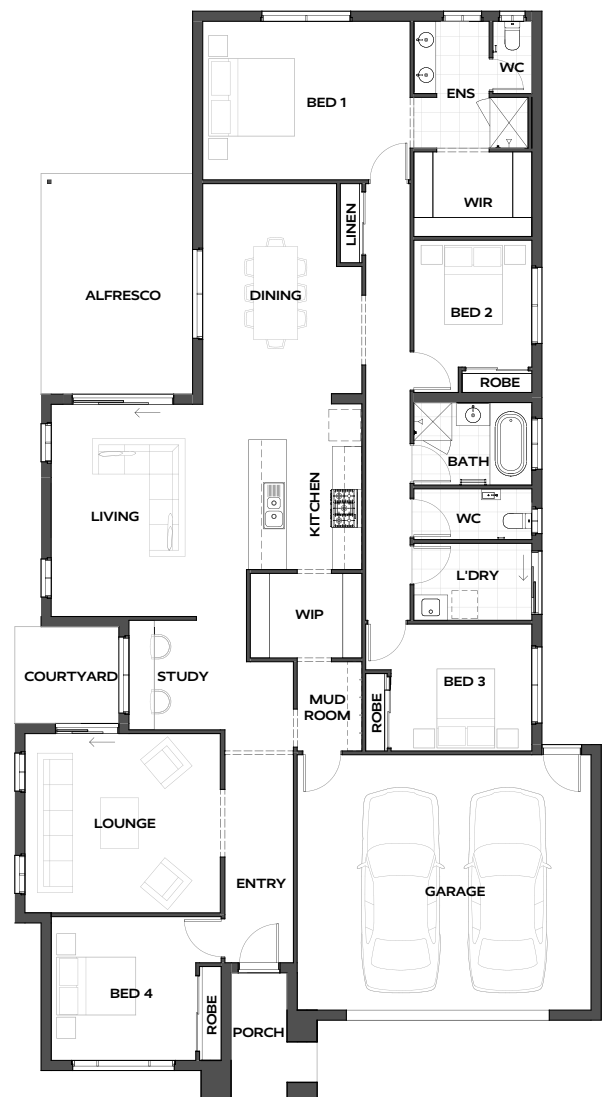 WC
ENS
BED 1
WIR
LINEN
ALFRESCO
DINING
BED 2
ROBE
BATH
KITCHEN
LIVING
WC
L'DRY
WIP
COURTYARD
STUDY
BED 3
MUD
ROOM
ROBE
LOUNGE
ENTRY
GARAGE
BED 4
ROBE
PORCH